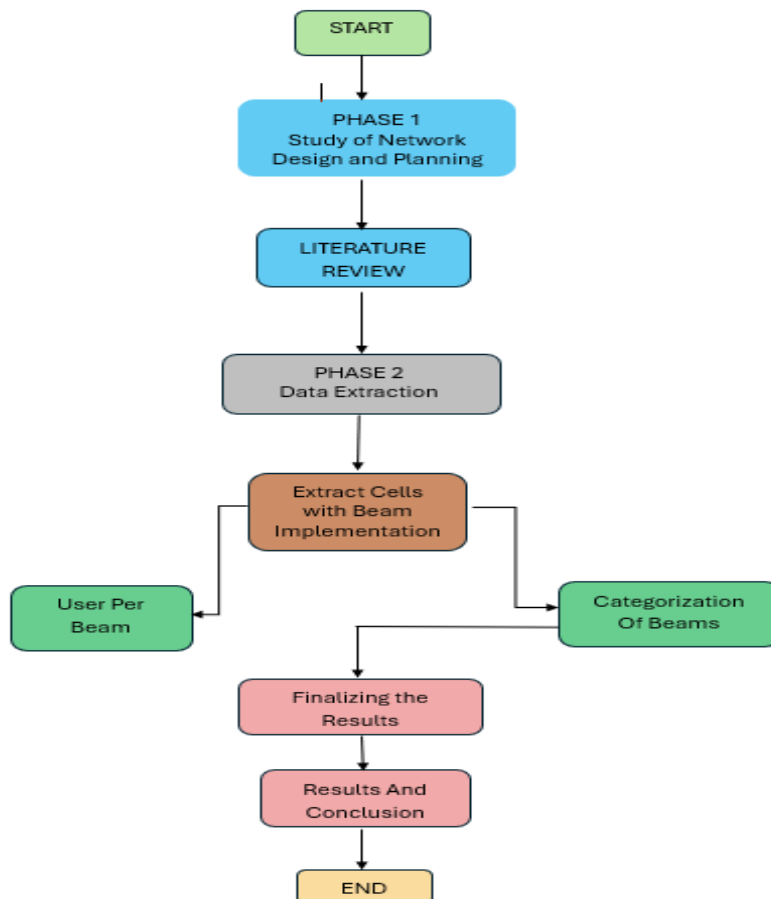 START
PHASE 1
Study of Network
Design and Planning
LITERATURE
REVIEW
PHASE 2
Data Extraction
Extract Cells
with Beam
Implementation
User Per
Beam
Categorization
Of Beams
Finalizing the
Results
Results And
Conclusion
END